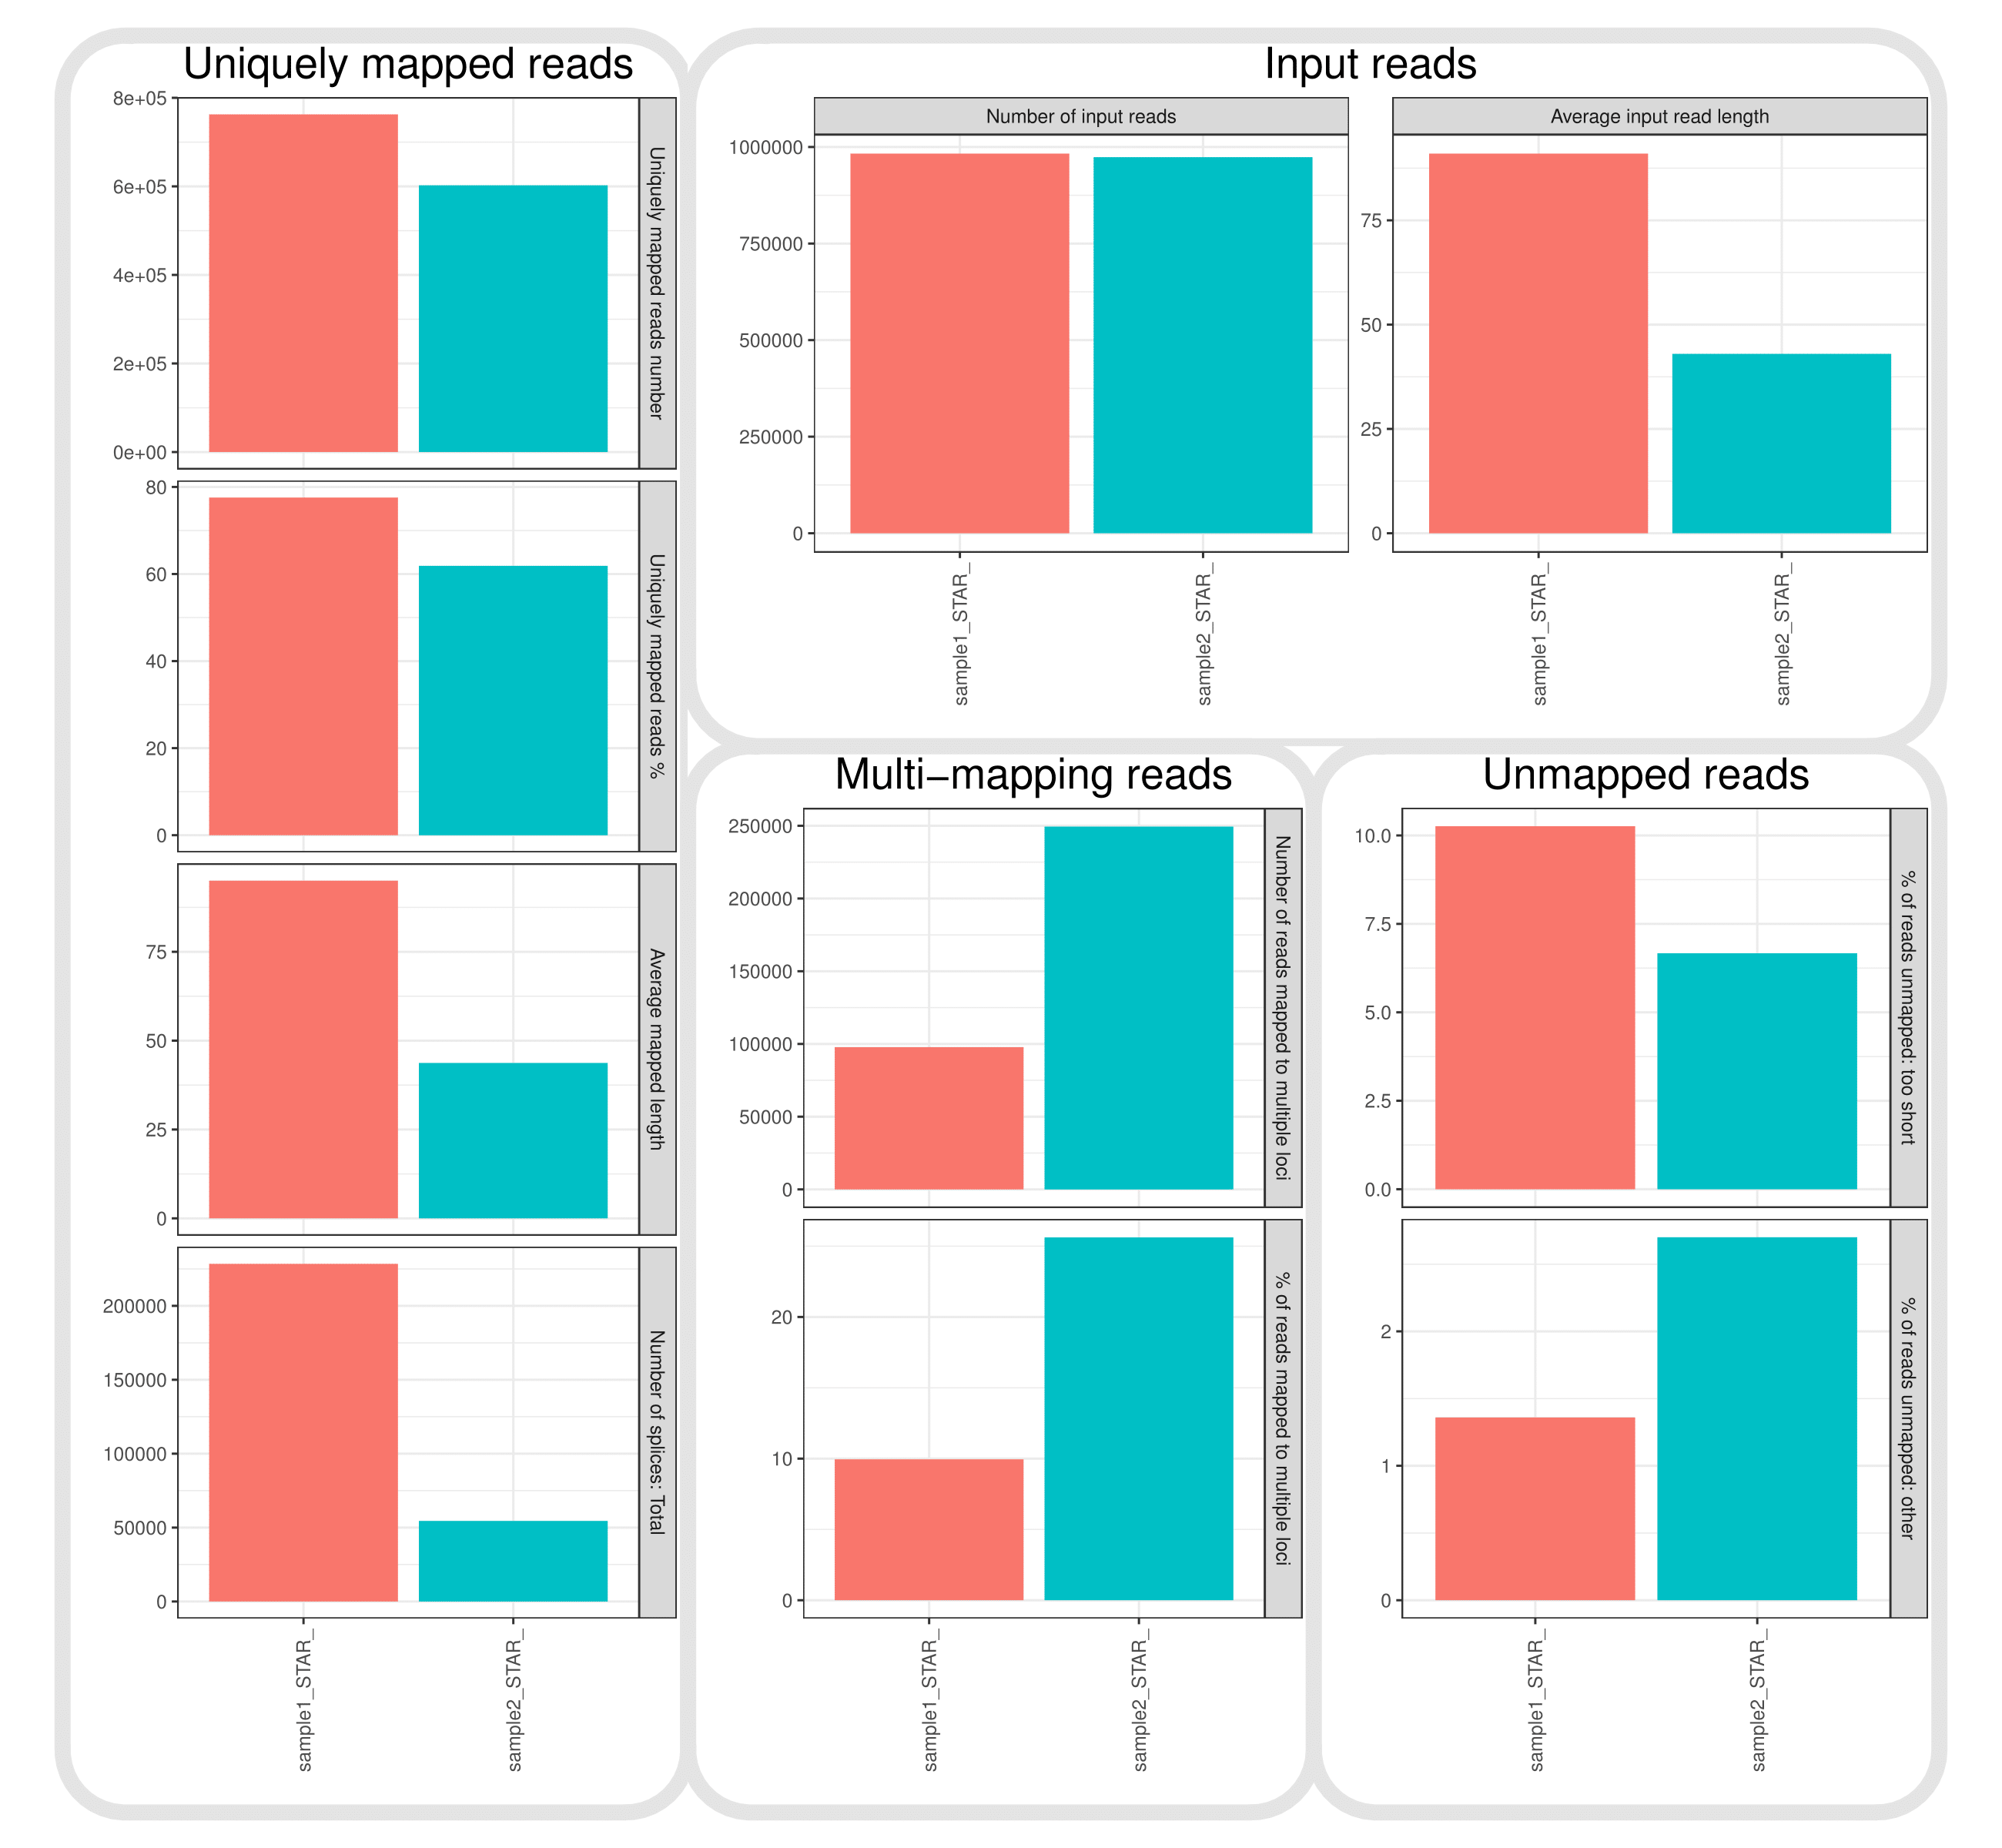 Uniquely mapped reads
8e+05
6e+05
4e+05
2e+05
0e+00
Uniquely mapped reads number
80
60
40
20
0
Uniquely mapped reads %
75
50
25
0
Average mapped length
200000
150000
100000
50000
0
Number of splices: Total
sample1_STAR_
sample2_STAR_
Input reads
Number of input reads
1000000
750000
500000
250000
0
sample1_STAR_
sample2_STAR_
Average input read length
75
50
25
0
sample1_STAR_
sample2_STAR_
Multi−mapping reads
250000
200000
150000
100000
50000
0
Number of reads mapped to multiple loci
20
10
0
% of reads mapped to multiple loci
sample1_STAR_
sample2_STAR_
Unmapped reads
10.0
7.5
5.0
2.5
0.0
% of reads unmapped: too short
2
1
0
% of reads unmapped: other
sample1_STAR_
sample2_STAR_